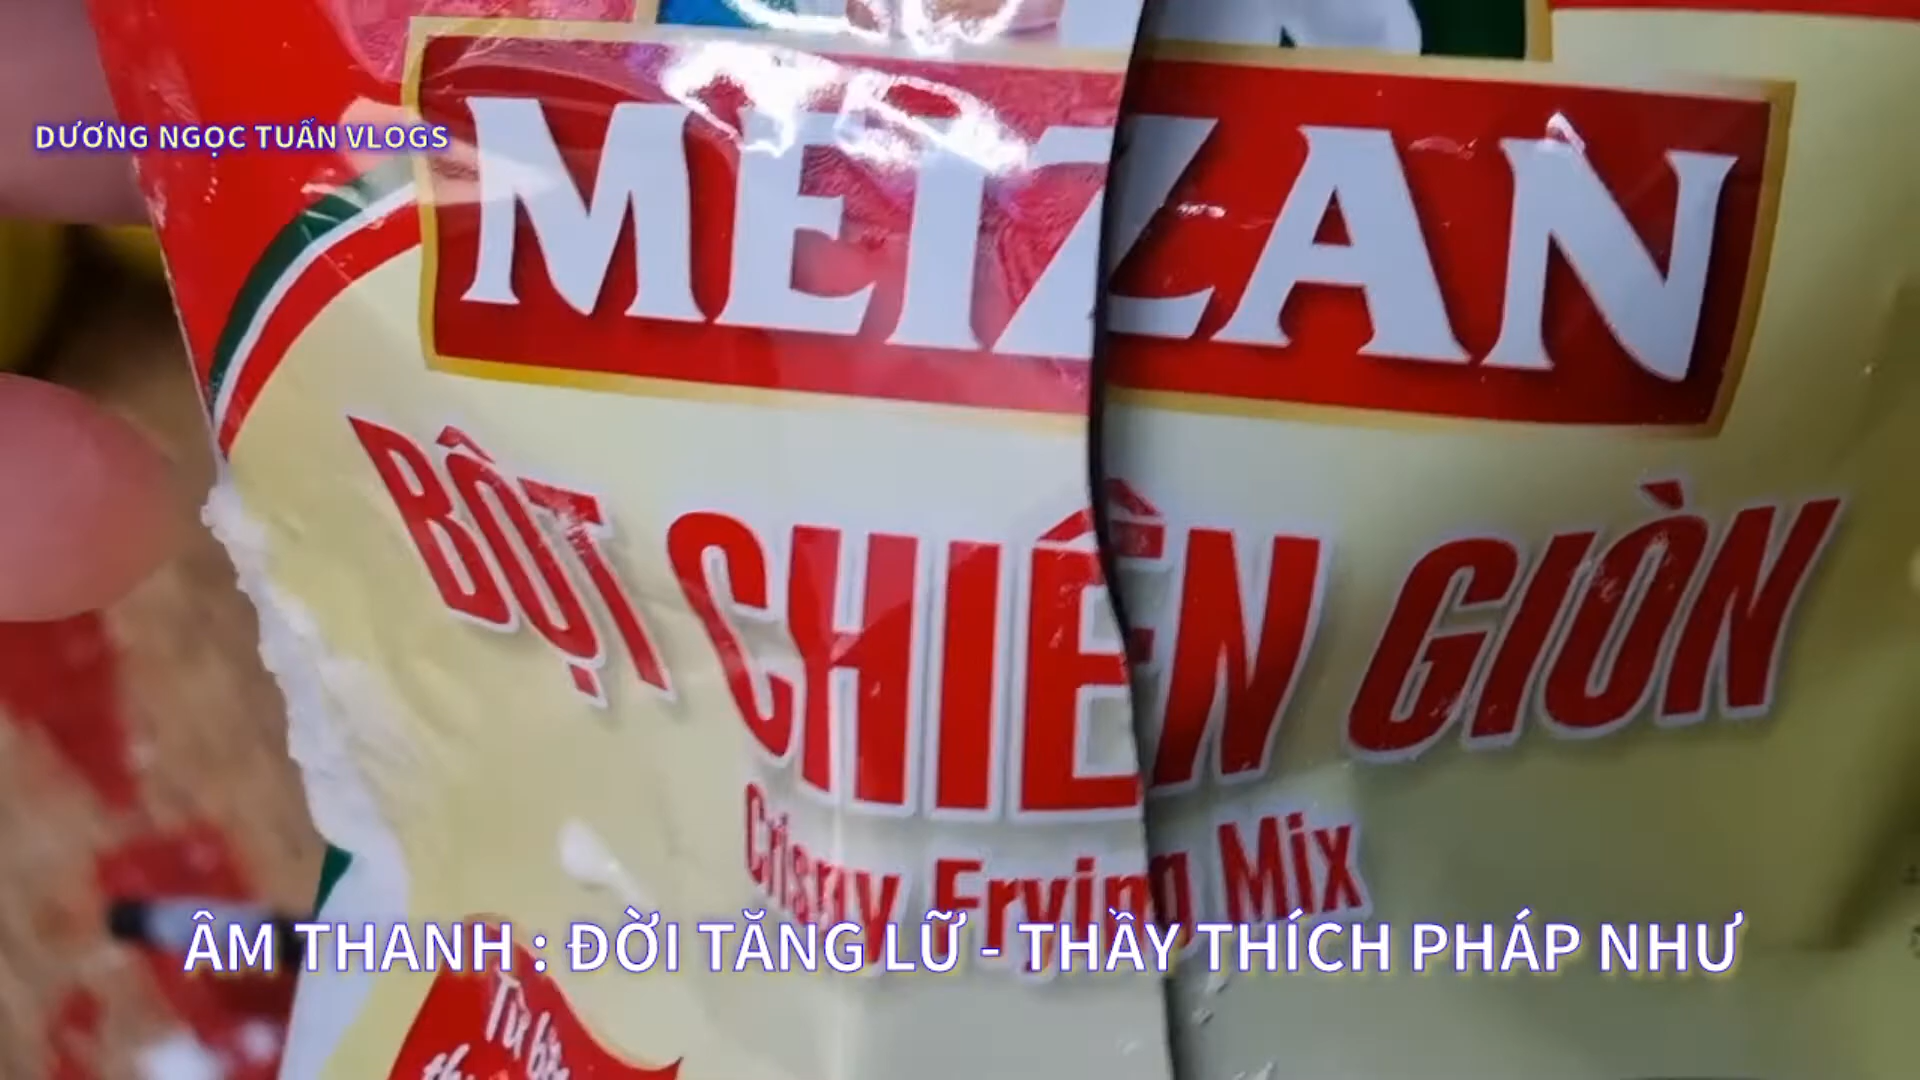 DƯƠNG NGỌC TUẤN VLOGS
MEIZAN
BỘT CHIÊN GIÒN
Crispy Frying Mix
ÂM THANH : ĐỜI TĂNG LỮ - THẦY THÍCH PHÁP NHƯ
Từ